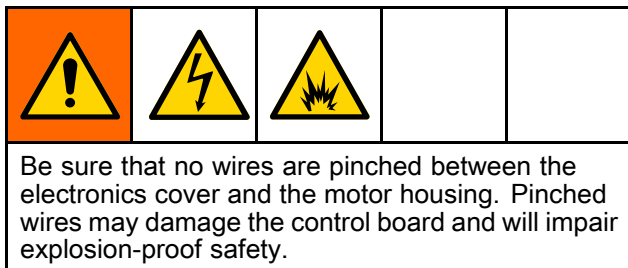 Be sure that no wires are pinched between the
electronics cover and the motor housing. Pinched
wires may damage the control board and will impair
explosion-proof safety.